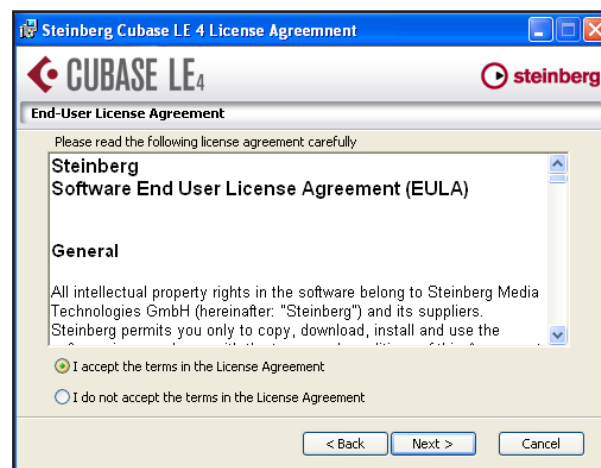 Steinberg Cubase LE 4 License Agreemnent
CUBASE LE4
steinberg
End-User License Agreement
Please read the following license agreement carefully
Steinberg
Software End User License Agreement (EULA)
General
All intellectual property rights in the software belong to Steinberg Media
Technologies GmbH (hereinafter: "Steinberg") and its suppliers.
Steinberg permits you only to copy, download, install and use the
I accept the terms in the License Agreement
I do not accept the terms in the License Agreement
< Back Next > Cancel